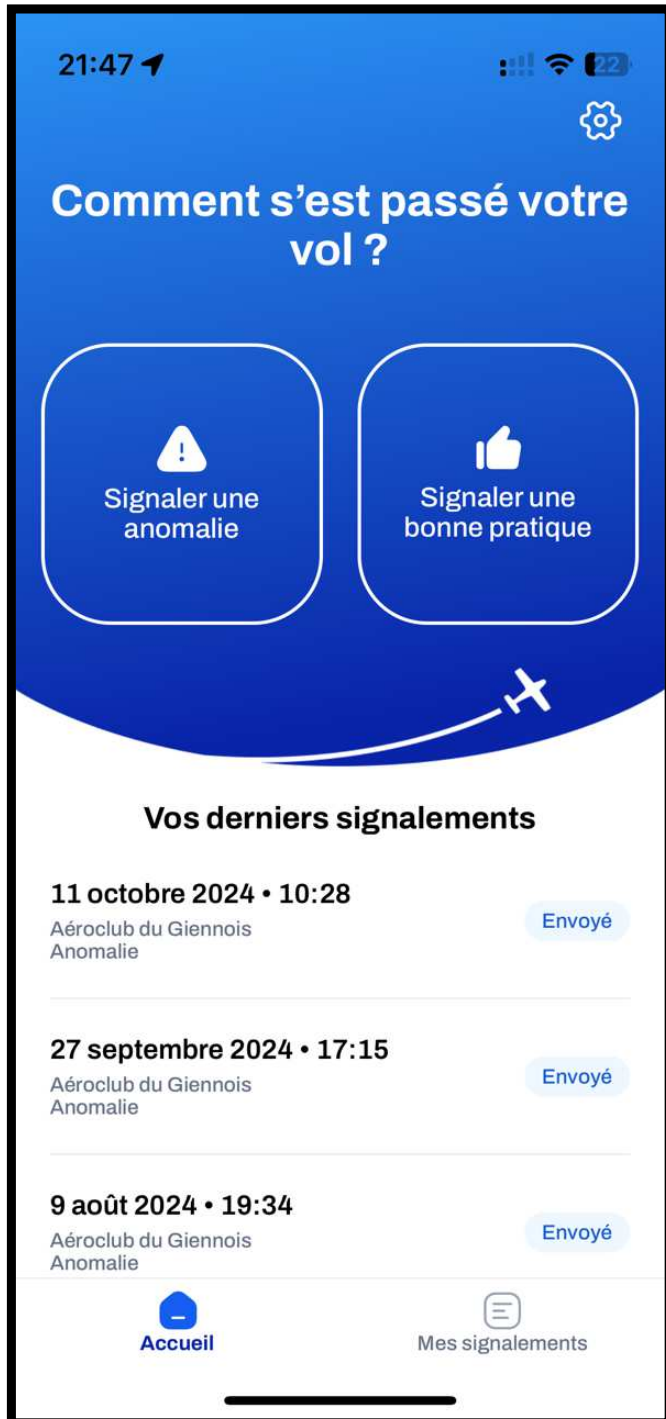 21:47
22
Comment s’est passé votre
vol ?
Signaler une
anomalie
Signaler une
bonne pratique
Vos derniers signalements
11 octobre 2024 • 10:28
Aéroclub du Giennois
Anomalie
Envoyé
27 septembre 2024 • 17:15
Aéroclub du Giennois
Anomalie
Envoyé
9 août 2024 • 19:34
Aéroclub du Giennois
Anomalie
Envoyé
Accueil
Mes signalements